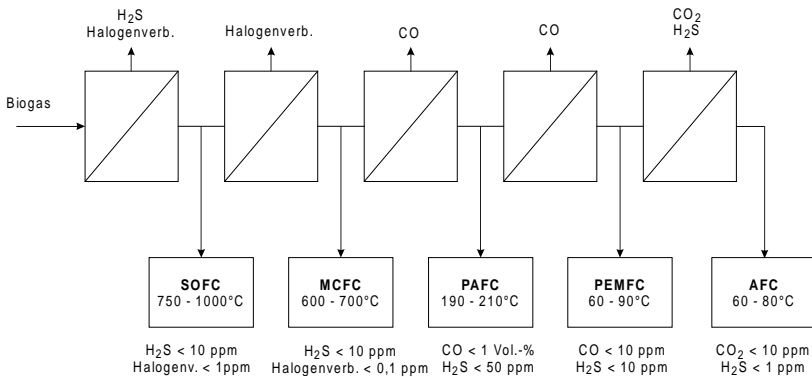 H₂S
Halogenverb.
Halogenverb.
CO
CO
CO₂
H₂S
Biogas
SOFC
750 - 1000°C
MCFC
600 - 700°C
PAFC
190 - 210°C
PEMFC
60 - 90°C
AFC
60 - 80°C
H₂S < 10 ppm
Halogenv. < 1ppm
H₂S < 10 ppm
Halogenverb. < 0,1 ppm
CO < 1 Vol.-%
H₂S < 50 ppm
CO < 10 ppm
H₂S < 10 ppm
CO₂ < 10 ppm
H₂S < 1 ppm